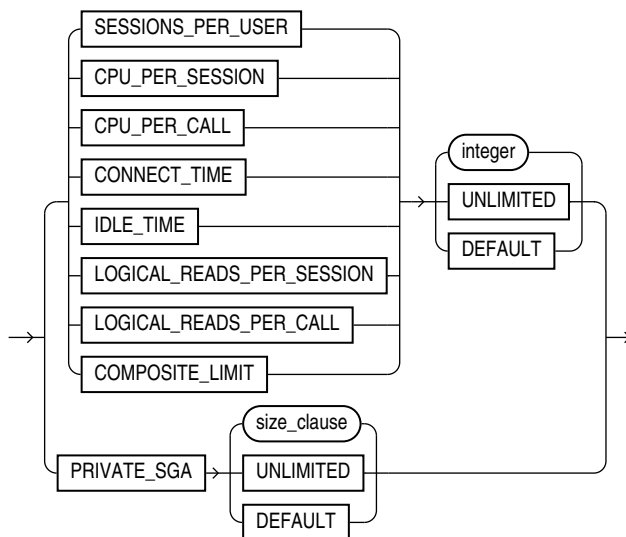 SESSIONS_PER_USER
CPU_PER_SESSION
CPU_PER_CALL
CONNECT_TIME
IDLE_TIME
LOGICAL_READS_PER_SESSION
LOGICAL_READS_PER_CALL
COMPOSITE_LIMIT
integer
UNLIMITED
DEFAULT
PRIVATE_SGA
size_clause
UNLIMITED
DEFAULT